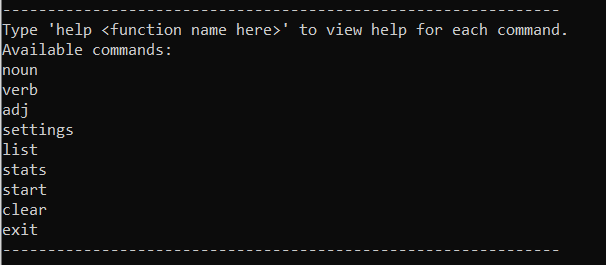 -------------------------------------------------------------
Type 'help <function name here>' to view help for each command.
Available commands:
noun
verb
adj
settings
list
stats
start
clear
exit
-------------------------------------------------------------